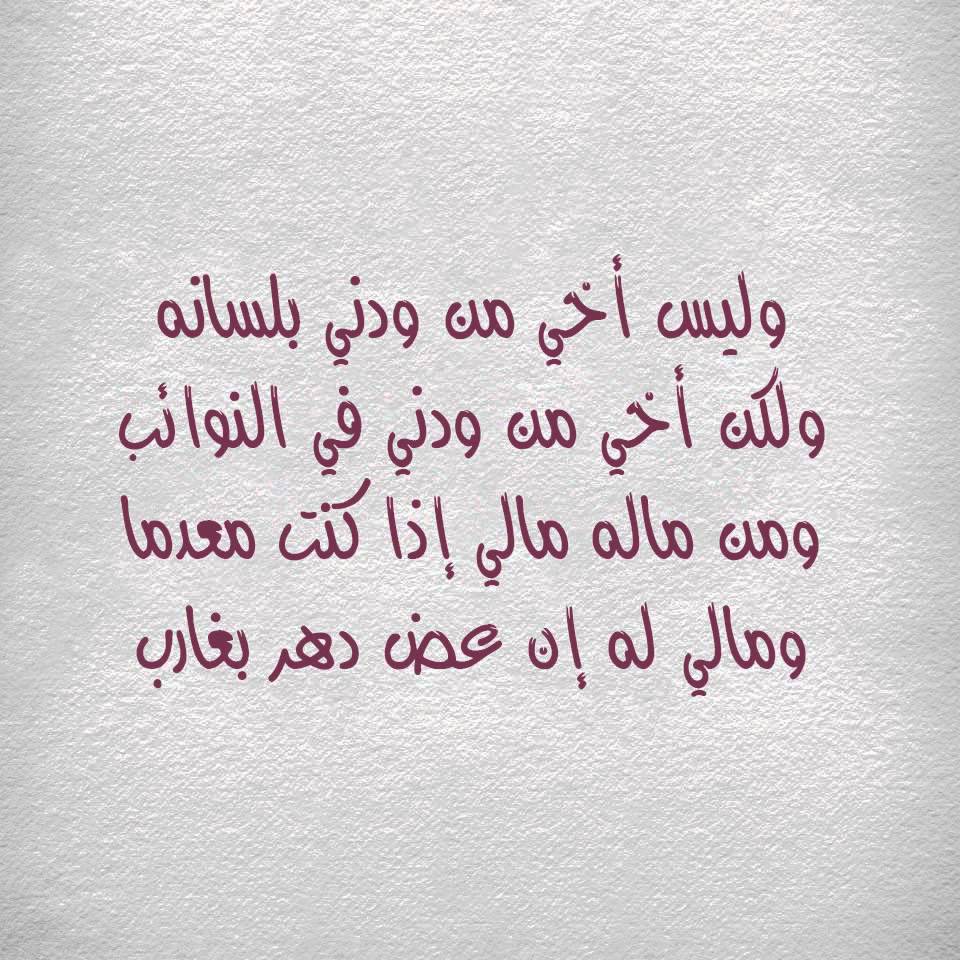 وليس أخي من ودني بلسانه
ولكن أخي من ودني في النوائب
ومن ماله مالي إذا كنت معدما
ومالي له إن عض دهر بغارب